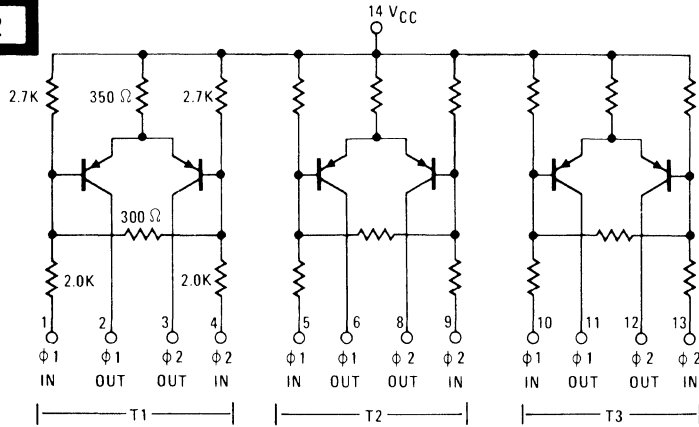 2
14 VCC
2.7K 350 Ω 2.7K
300 Ω
2.0K 2.0K
1 2 3 4 5 6 8 9 10 11 12 13
ϕ1 ϕ1 ϕ2 ϕ2 ϕ1 ϕ1 ϕ2 ϕ2 ϕ1 ϕ1 ϕ2 ϕ2
IN OUT OUT IN IN OUT OUT IN IN OUT OUT IN
T1 T2 T3